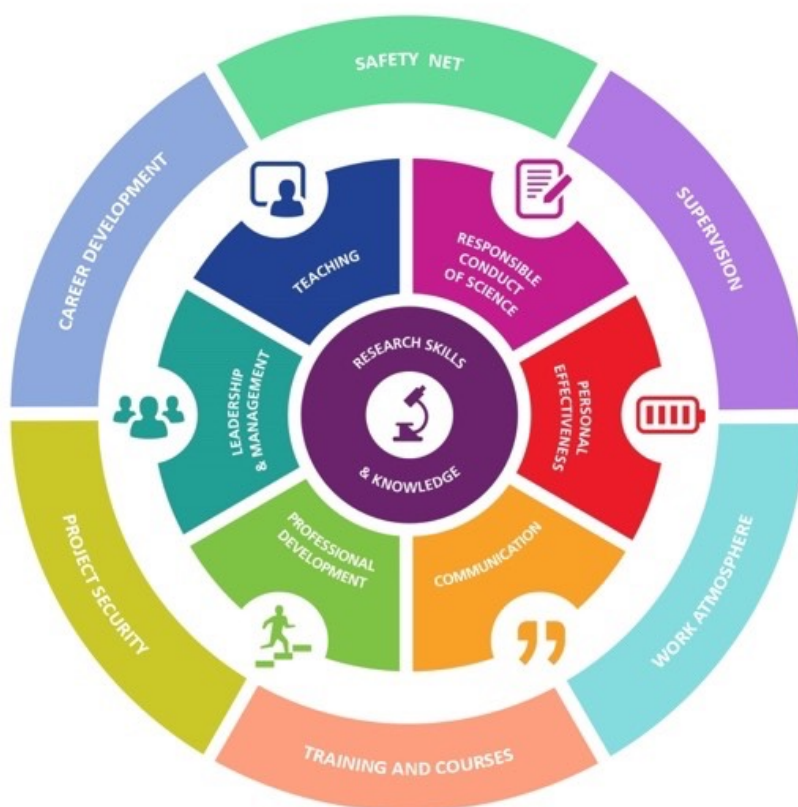 SAFETY NET
SUPERVISION
WORK ATMOSPHERE
TRAINING AND COURSES
PROJECT SECURITY
CAREER DEVELOPMENT
TEACHING
RESPONSIBLE
CONDUCT
OF SCIENCE
PERSONAL
EFFECTIVENESS
COMMUNICATION
PROFESSIONAL
DEVELOPMENT
LEADERSHIP
& MANAGEMENT
RESEARCH SKILLS
& KNOWLEDGE